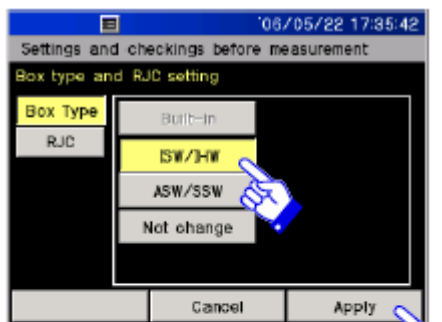 '06/05/22 17:35:42
Settings and checkings before measurement
Box type and RJC setting
Box Type
RJC
Built-in
ISW/IHW
ASW/SSW
Not change
Cancel
Apply